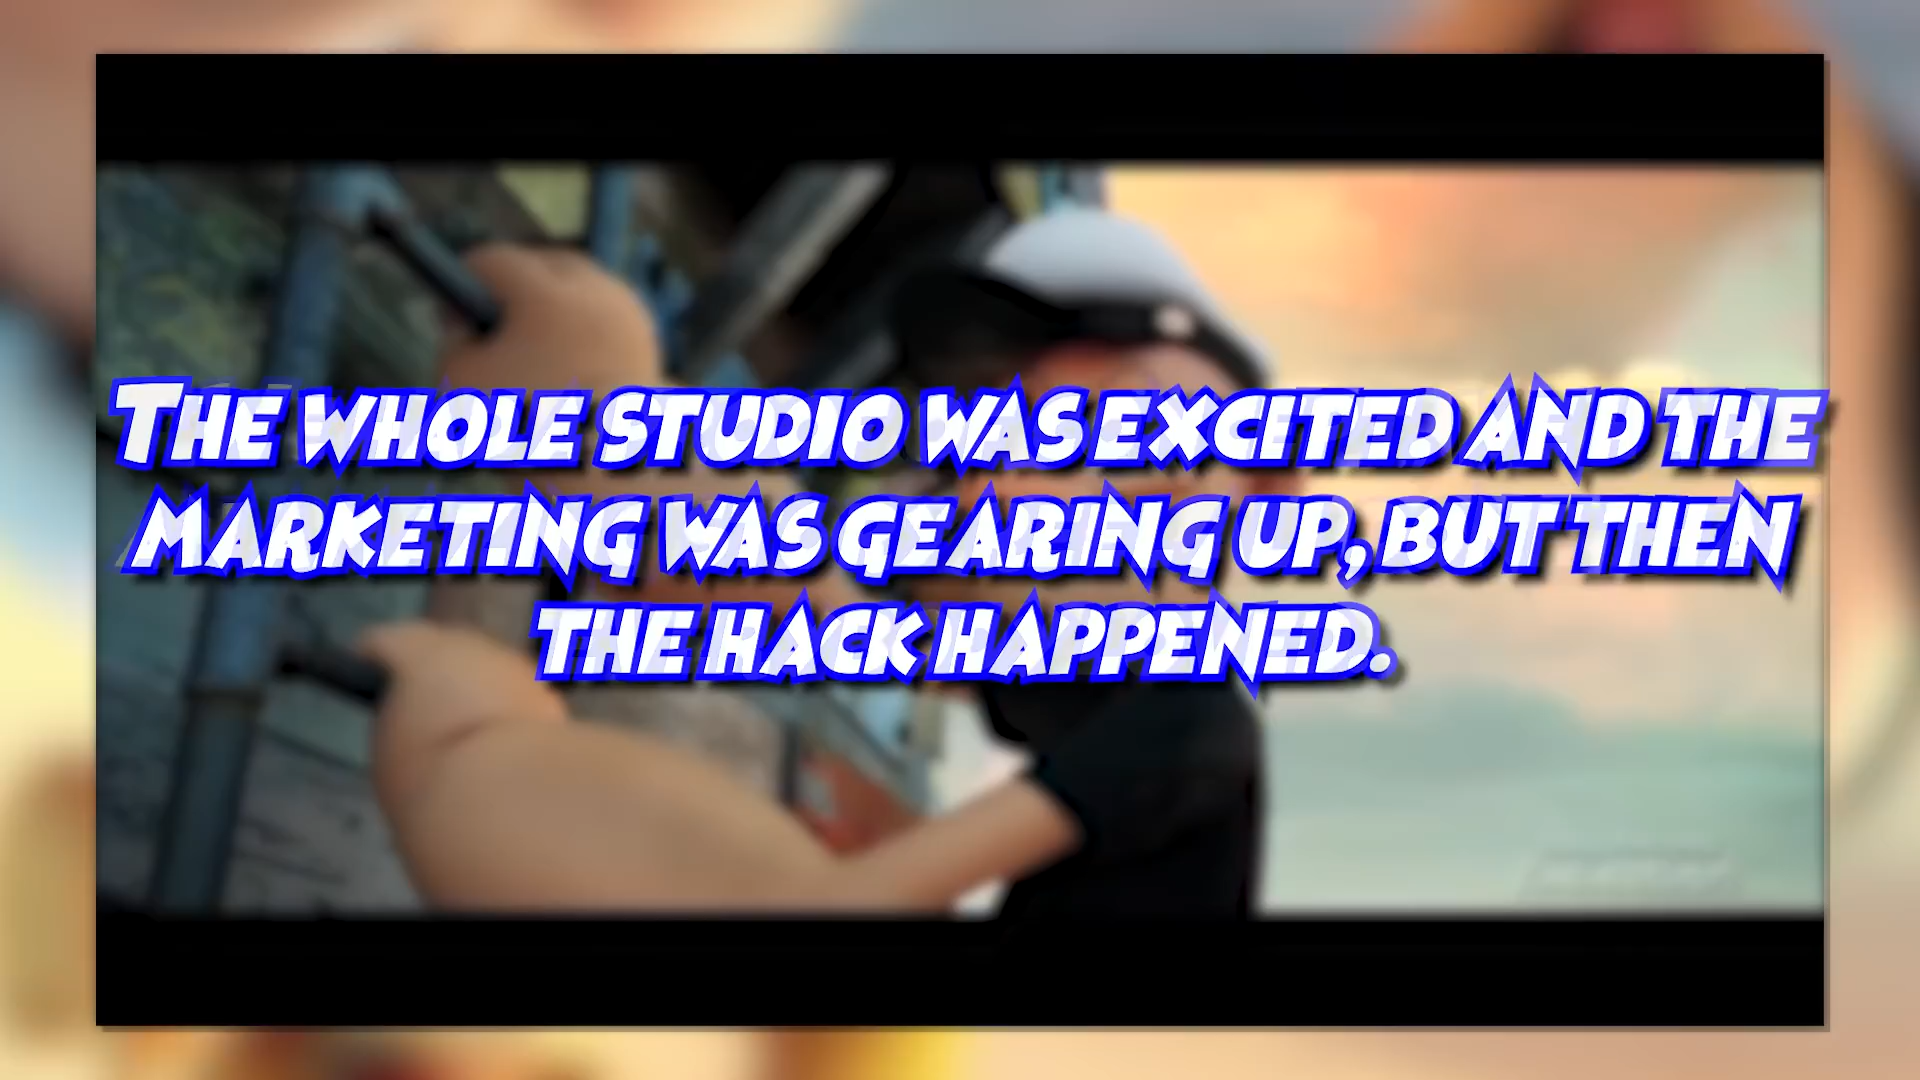 The whole studio was excited and the
marketing was gearing up, but then
the hack happened.